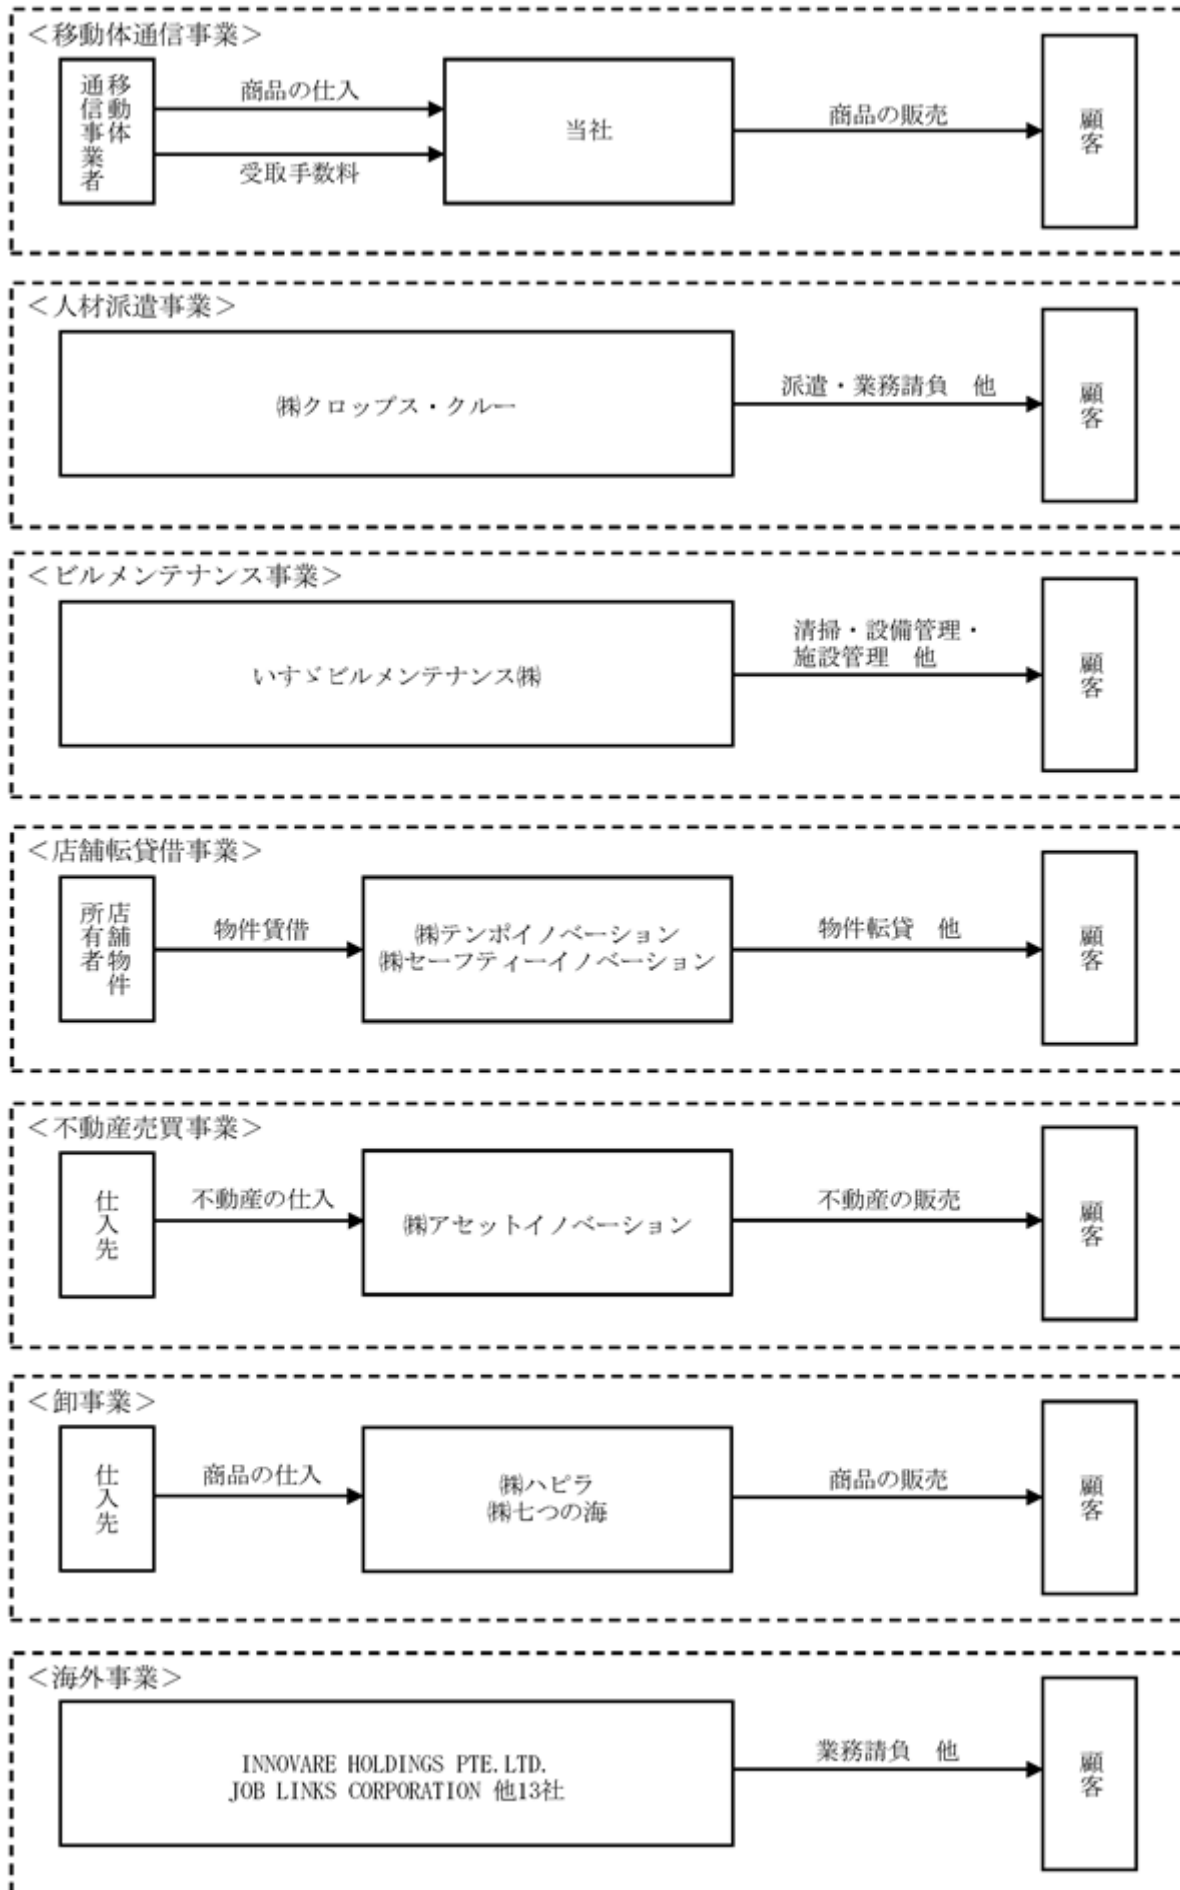 ＜移動体通信事業＞
移動体
通信事業者
商品の仕入
受取手数料
当社
商品の販売
顧客
＜人材派遣事業＞
㈱クロップス・クルー
派遣・業務請負　他
顧客
＜ビルメンテナンス事業＞
いすゞビルメンテナンス㈱
清掃・設備管理・
施設管理　他
顧客
＜店舗転貸借事業＞
店舗物件
所有者
物件賃借
㈱テンポイノベーション
㈱セーフティーイノベーション
物件転貸　他
顧客
＜不動産売買事業＞
仕入先
不動産の仕入
㈱アセットイノベーション
不動産の販売
顧客
＜卸事業＞
仕入先
商品の仕入
㈱ハピラ
㈱七つの海
商品の販売
顧客
＜海外事業＞
INNOVARE HOLDINGS PTE.LTD.
JOB LINKS CORPORATION 他13社
業務請負　他
顧客